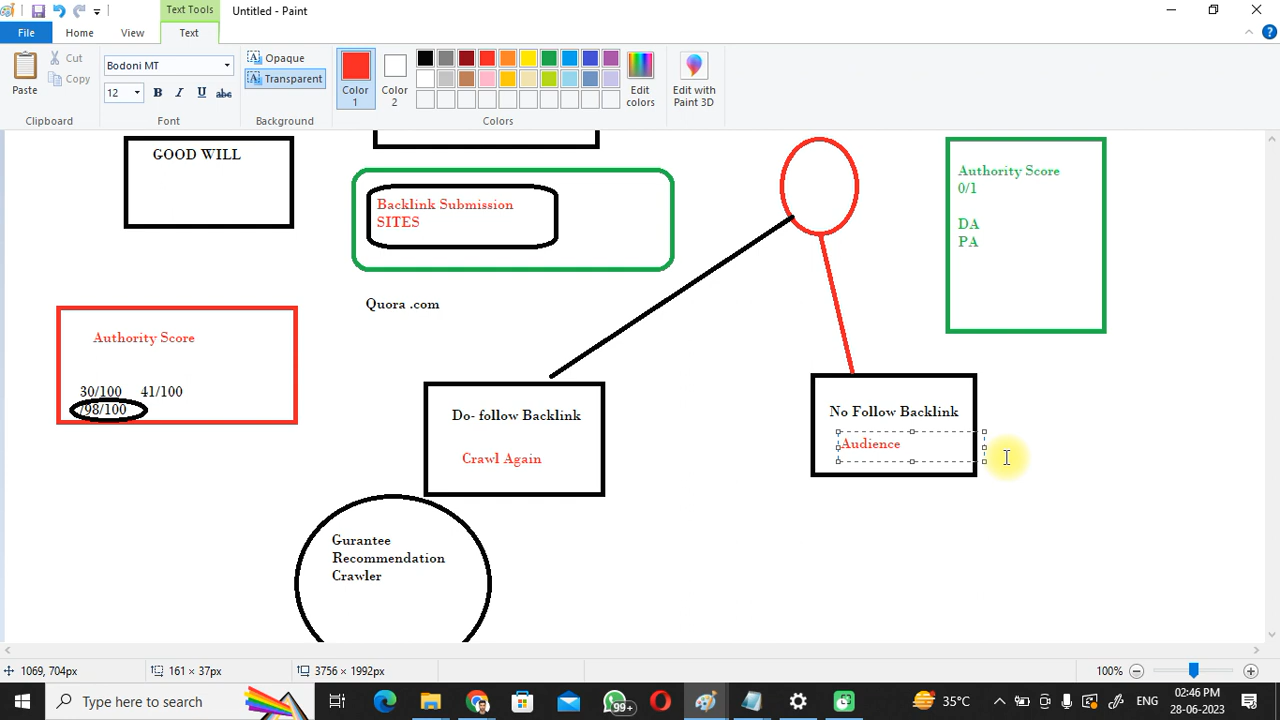 Text Tools
Untitled - Paint
File
Home
View
Text
Paste
Cut
Copy
Clipboard
Bodoni MT
12
B
I
U
abc
Font
Opaque
Transparent
Background
Color
1
Color
2
Edit
colors
Colors
Edit with
Paint 3D
GOOD WILL
Backlink Submission
SITES
Authority Score
0/1
DA
PA
Quora .com
Authority Score
30/100 41/100
/98/100
Do- follow Backlink
Crawl Again
No Follow Backlink
Audience
Gurantee
Recommendation
Crawler
1069, 704px
161 × 37px
3756 × 1992px
100%
Type here to search
99+
35°C
ENG
02:46 PM
28-06-2023